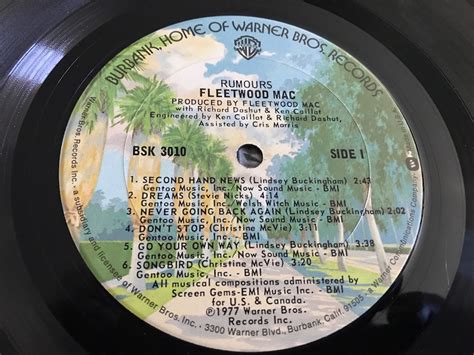 BURBANK, HOME OF WARNER BROS. RECORDS
RUMOURS
FLEETWOOD MAC
PRODUCED BY FLEETWOOD MAC
with Richard Dashut & Ken Caillat
Engineered by Ken Caillat & Richard Dashut,
Assisted by Cris Morris
BSK 3010
SIDE 1
1. SECOND HAND NEWS (Lindsey Buckingham) 2:43
Gentoo Music, Inc./Now Sound Music - BMI
2. DREAMS (Stevie Nicks) 4:14
Gentoo Music, Inc./Welsh Witch Music - BMI
3. NEVER GOING BACK AGAIN (Lindsey Buckingham) 2:02
Gentoo Music, Inc./Now Sound Music - BMI
4. DON'T STOP (Christine McVie) 3:11
Gentoo Music, Inc. - BMI
5. GO YOUR OWN WAY (Lindsey Buckingham) 3:38
Gentoo Music, Inc./Now Sound Music - BMI
6. SONGBIRD (Christine McVie) 3:20
Gentoo Music, Inc. - BMI
All musical compositions administered by
Screen Gems-EMI Music Inc. - BMI
for U.S. & Canada.
©1977 Warner Bros.
Records Inc.
Warner Bros. Records Inc. - a subsidiary and licensee of Warner Bros. Inc. - 3300 Warner Blvd., Burbank, Calif. 91505 - a Warner Communications Company